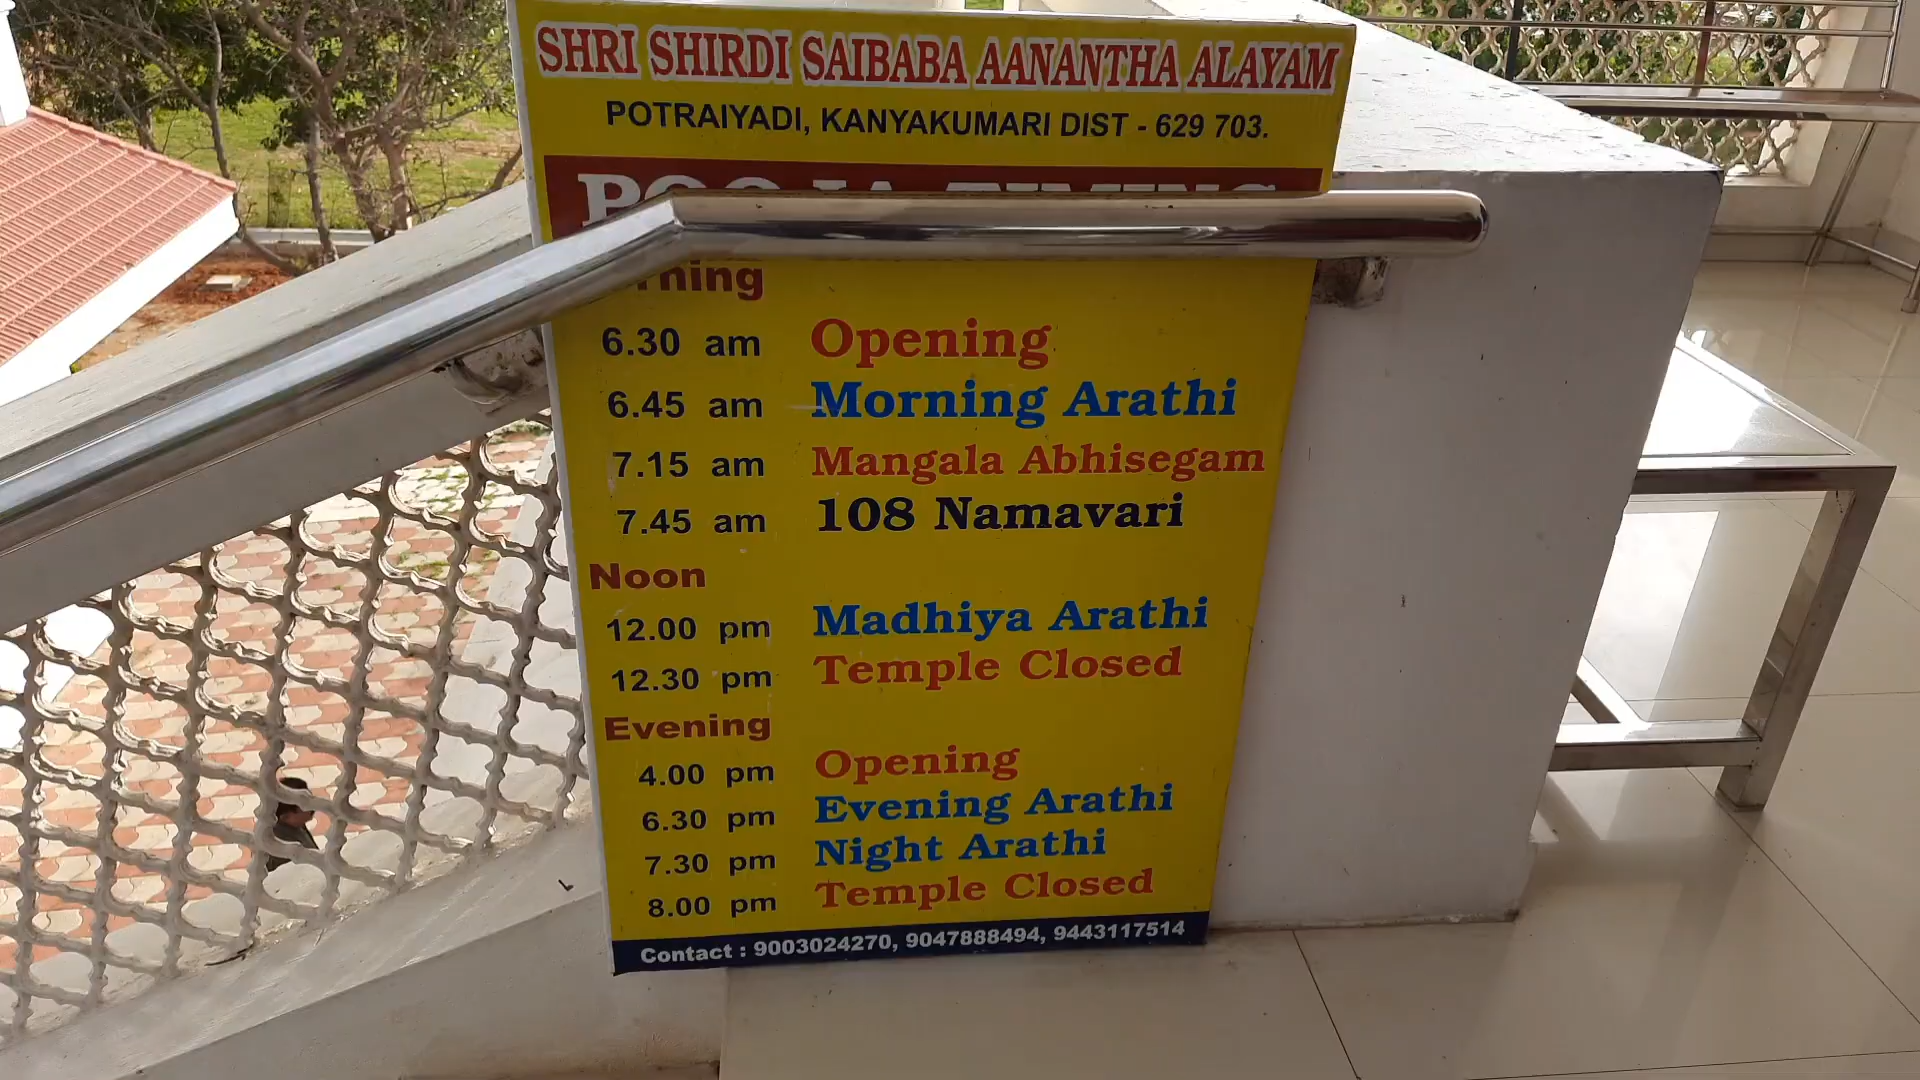 SHRI SHIRDI SAIBABA AANANTHA ALAYAM
POTRAIYADI, KANYAKUMARI DIST - 629 703.
POOJA TIMING
6.30 am Opening
6.45 am Morning Arathi
7.15 am Mangala Abhisegam
7.45 am 108 Namavari
Noon
12.00 pm Madhiya Arathi
12.30 pm Temple Closed
Evening
4.00 pm Opening
6.30 pm Evening Arathi
7.30 pm Night Arathi
8.00 pm Temple Closed
Contact : 9003024270, 9047888494, 9443117514